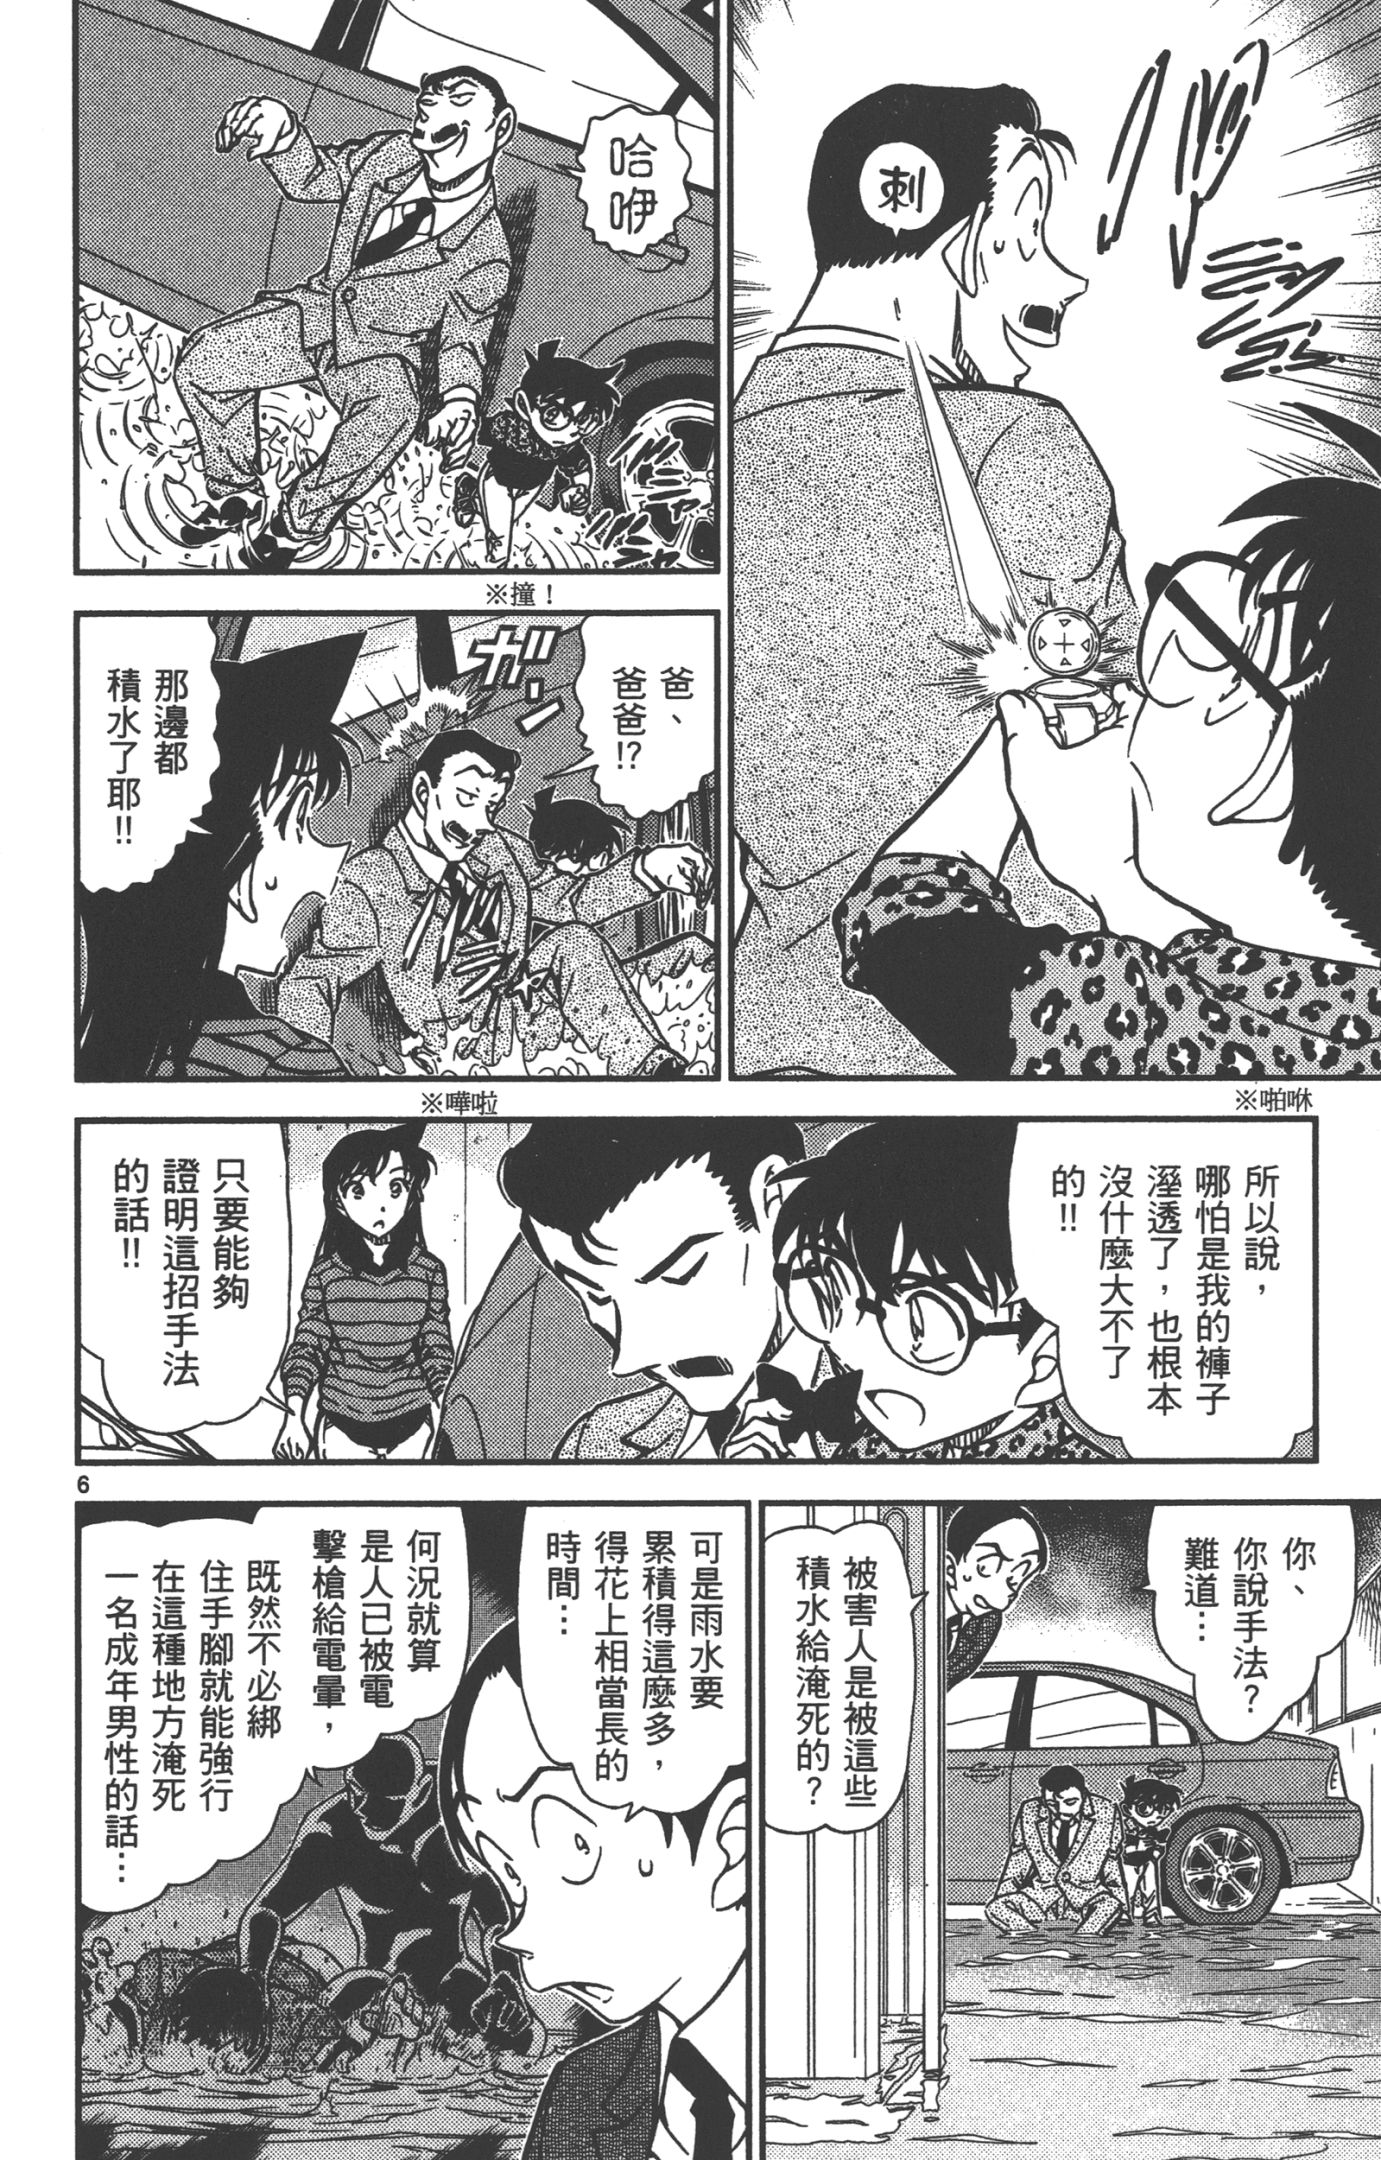 刺
※啪咻
哈
咿
※撞！
爸、
爸爸!?
ガン
那邊都
積水了耶!!
※嘩啦
所以說，
哪怕是我的褲子
溼透了，也根本
沒什麼大不了
的!!
只要能夠
證明這招手法
的話!!
6
你、
你說手法？
難道…
被害人是被這些
積水給淹死的？
可是雨水要
累積得這麼多，
得花上相當長的
時間…
何況就算
是人已被電
擊槍給電暈，
既然不必綁
住手腳就能強行
在這種地方淹死
一名成年男性的話…